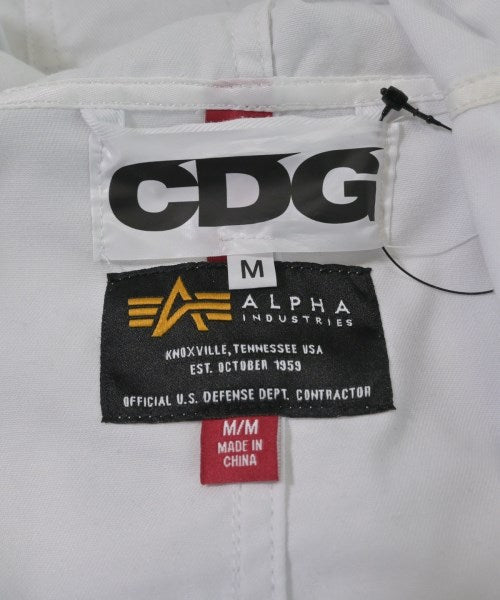 CDG
M
ALPHA
INDUSTRIES
KNOXVILLE, TENNESSEE USA
EST. OCTOBER 1959
OFFICIAL U.S. DEFENSE DEPT. CONTRACTOR
M/M
MADE IN
CHINA